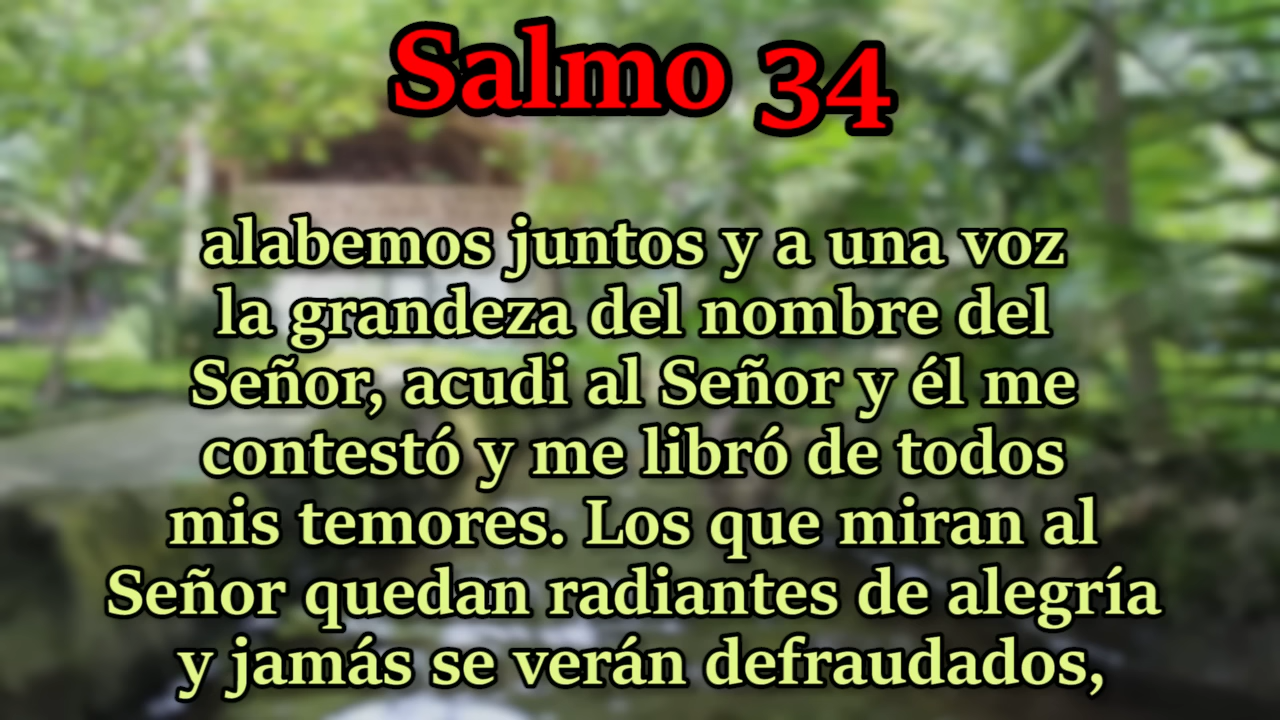 Salmo 34
alabemos juntos y a una voz
la grandeza del nombre del
Señor, acudi al Señor y él me
contestó y me libró de todos
mis temores. Los que miran al
Señor quedan radiantes de alegría
y jamás se verán defraudados,